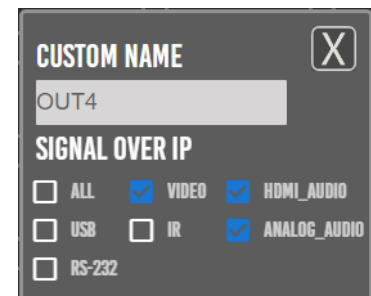 CUSTOM NAME X
OUT4
SIGNAL OVER IP
ALL VIDEO HDMI_AUDIO
USB IR ANALOG_AUDIO
RS-232